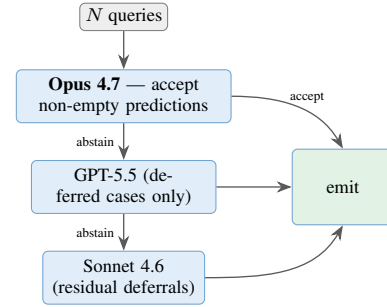 N queries
Opus 4.7 — accept
non-empty predictions
accept
abstain
GPT-5.5 (de-
ferred cases only)
emit
abstain
Sonnet 4.6
(residual deferrals)